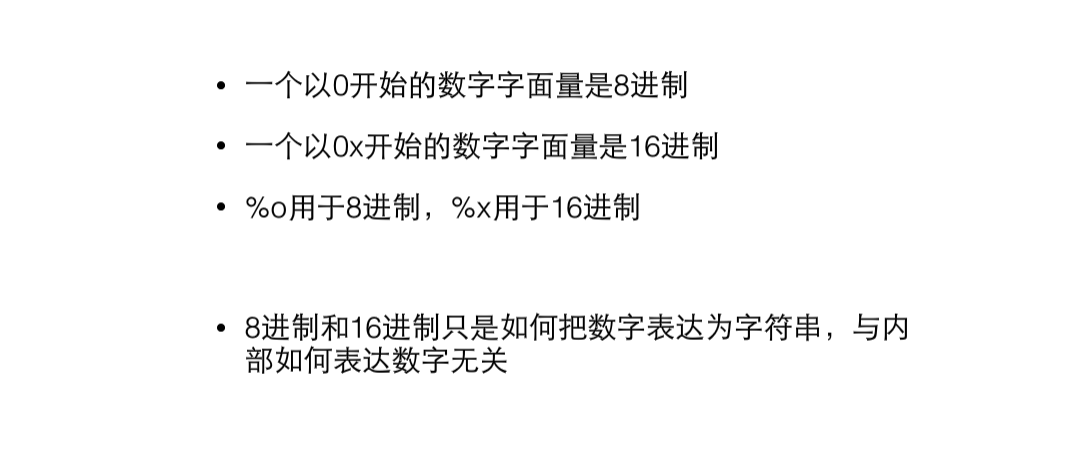 • 一个以0开始的数字字面量是8进制
• 一个以0x开始的数字字面量是16进制
• %o用于8进制，%x用于16进制
• 8进制和16进制只是如何把数字表达为字符串，与内
部如何表达数字无关